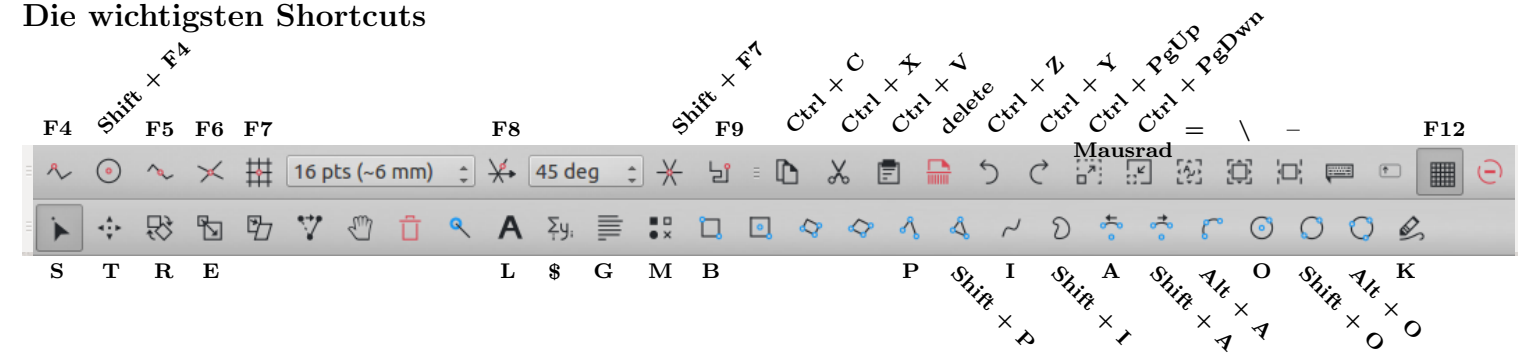 Die wichtigsten Shortcuts
Shift + F4
Shift + F7
Ctrl + C
Ctrl + X
Ctrl + V
delete
Ctrl + Z
Ctrl + Y
Ctrl + PgUp
Ctrl + PgDwn
F4 F5 F6 F7 F8 F9 = \ – F12
Mausrad
16 pts (~6 mm) 45 deg
A Σyᵢ
S T R E L $ G M B P I A O K
Shift + P
Shift + I
Shift + A
Alt + A
Shift + O
Alt + O